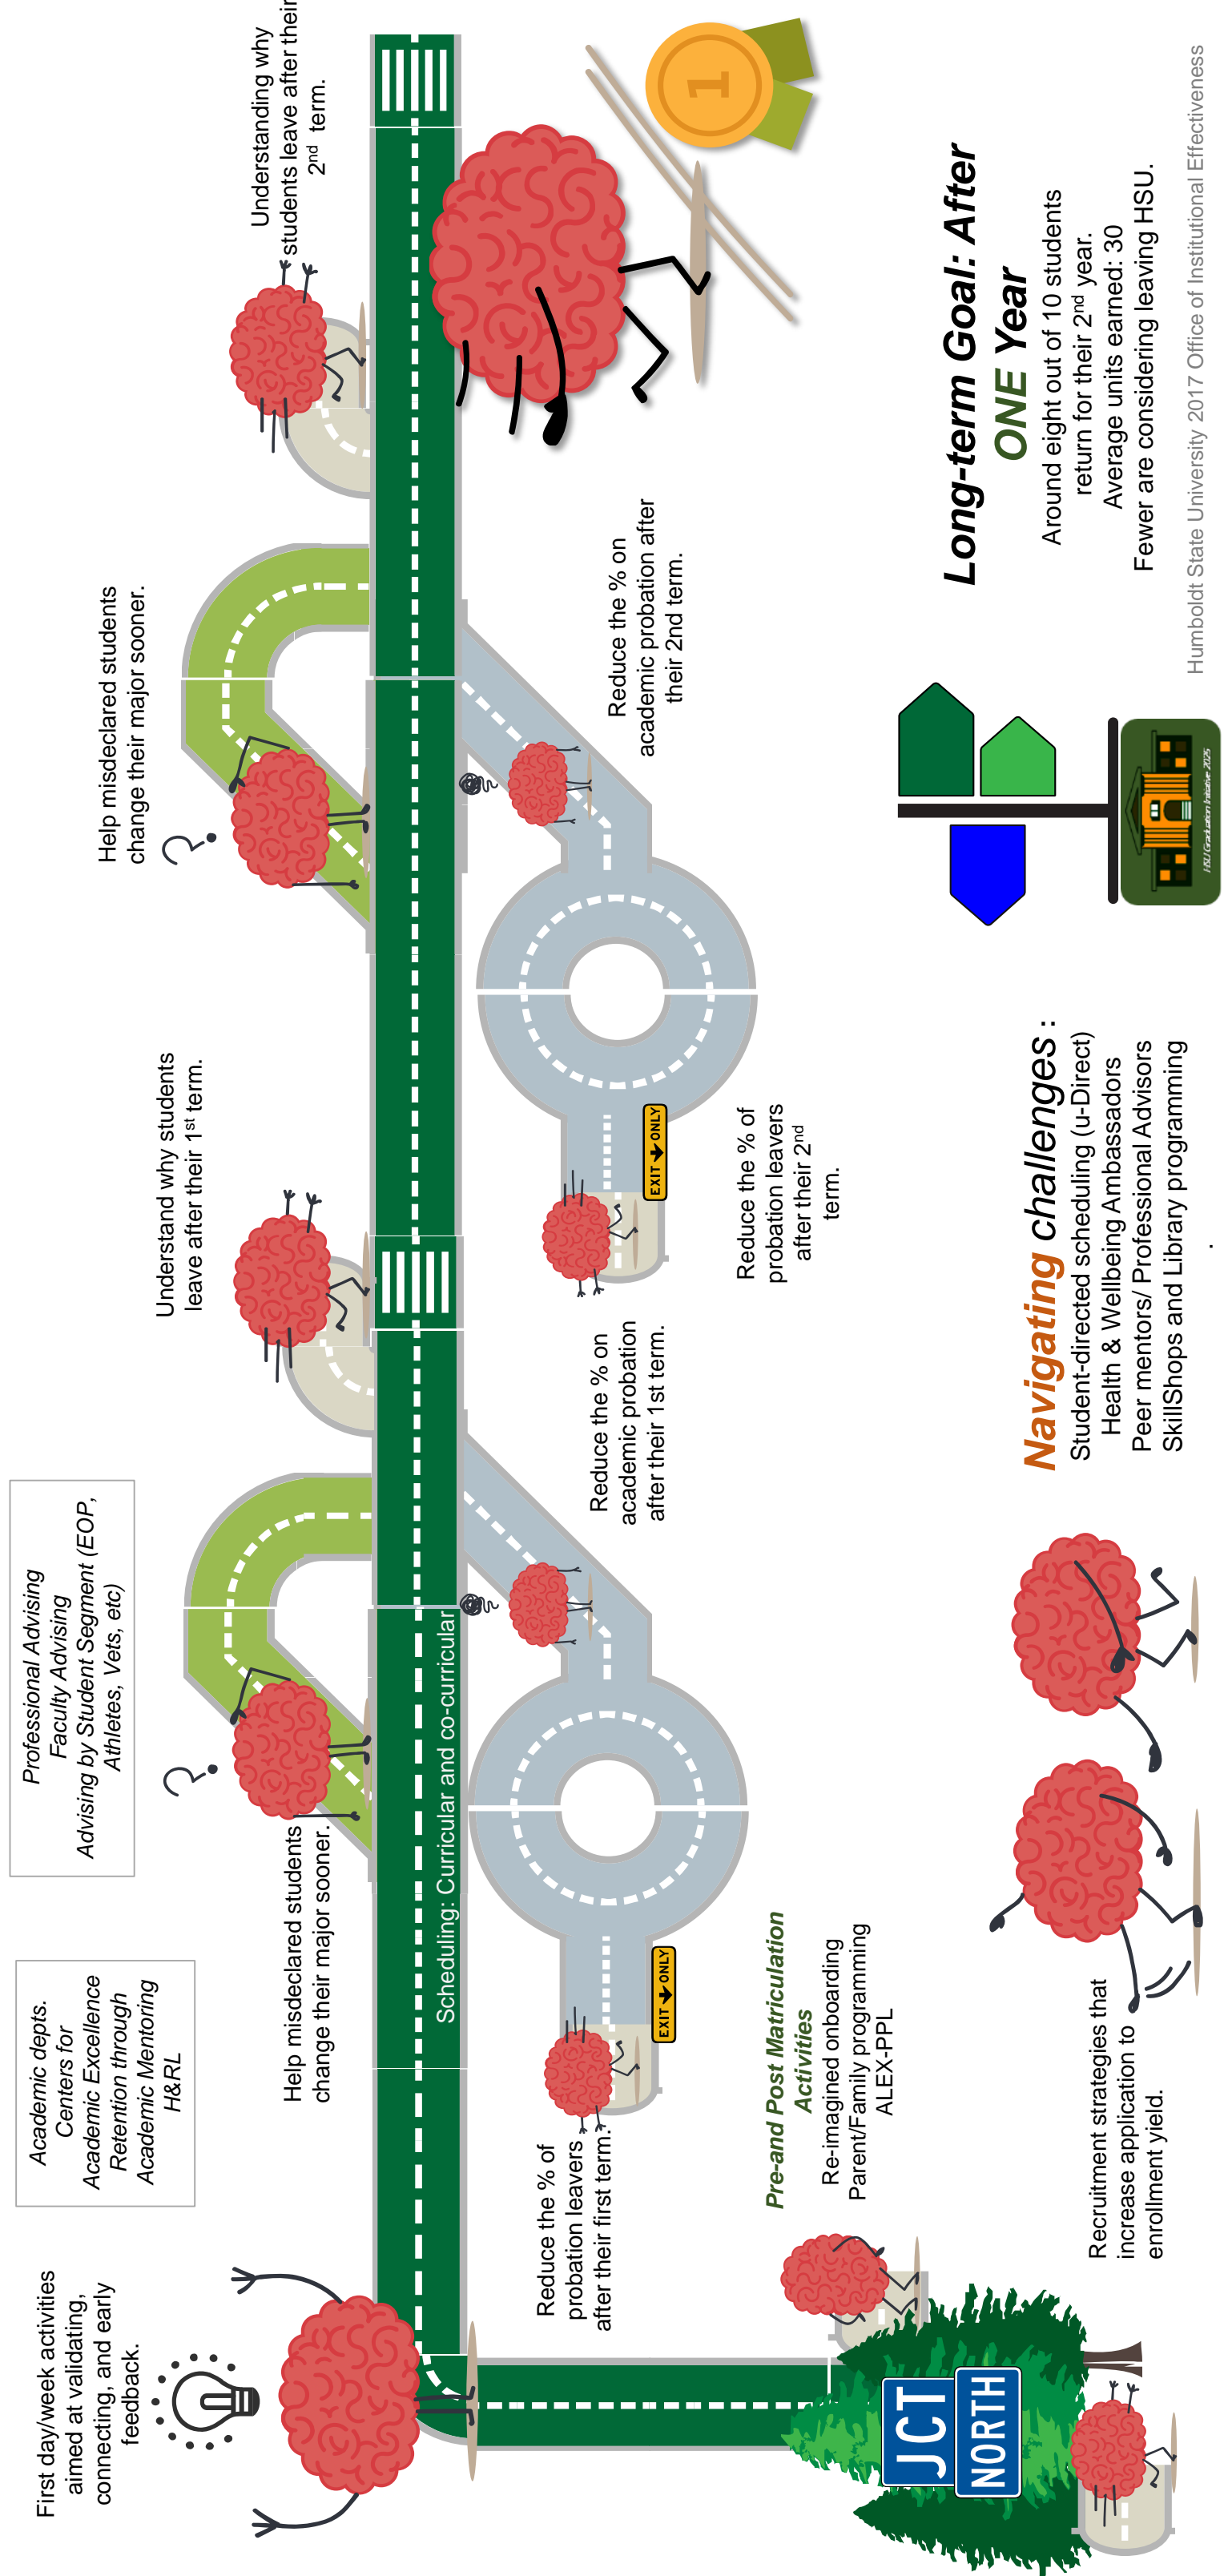 First day/week activities
aimed at validating,
connecting, and early
feedback.
Academic depts.
Centers for
Academic Excellence
Retention through
Academic Mentoring
H&RL
Professional Advising
Faculty Advising
Advising by Student Segment (EOP,
Athletes, Vets, etc)
Help misdeclared students
change their major sooner.
Understand why students
leave after their 1st term.
Help misdeclared students
change their major sooner.
Understanding why
students leave after their
2nd term.
Scheduling: Curricular and co-curricular
Reduce the % of
probation leavers
after their first term.
EXIT ONLY
Reduce the % on
academic probation
after their 1st term.
Reduce the % of
probation leavers
after their 2nd
term.
EXIT ONLY
Reduce the % on
academic probation after
their 2nd term.
1
Pre-and Post Matriculation
Activities
Re-imagined onboarding
Parent/Family programming
ALEX-PPL
JCT
NORTH
Recruitment strategies that
increase application to
enrollment yield.
Navigating challenges :
Student-directed scheduling (u-Direct)
Health & Wellbeing Ambassadors
Peer mentors/ Professional Advisors
SkillShops and Library programming
.
HSU Graduation Initiative 2025
Long-term Goal: After
ONE Year
Around eight out of 10 students
return for their 2nd year.
Average units earned: 30
Fewer are considering leaving HSU.
Humboldt State University 2017 Office of Institutional Effectiveness